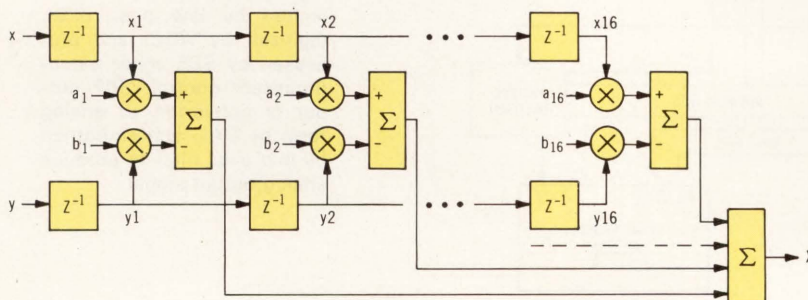 x Z⁻¹ x1 Z⁻¹ x2 ••• Z⁻¹ x16
a₁ × + a₂ × + a₁₆ × +
Σ Σ Σ
b₁ × − b₂ × − b₁₆ × −
y Z⁻¹ y1 Z⁻¹ y2 ••• Z⁻¹ y16
Σ